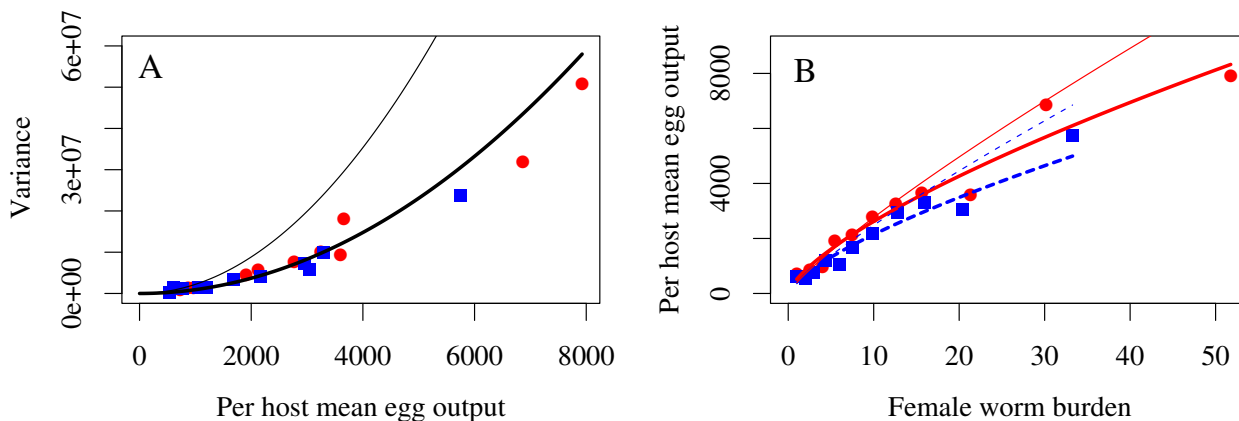 A
Variance
0e+00
3e+07
6e+07
0 2000 4000 6000 8000
Per host mean egg output
B
Per host mean egg output
0
4000
8000
0 10 20 30 40 50
Female worm burden